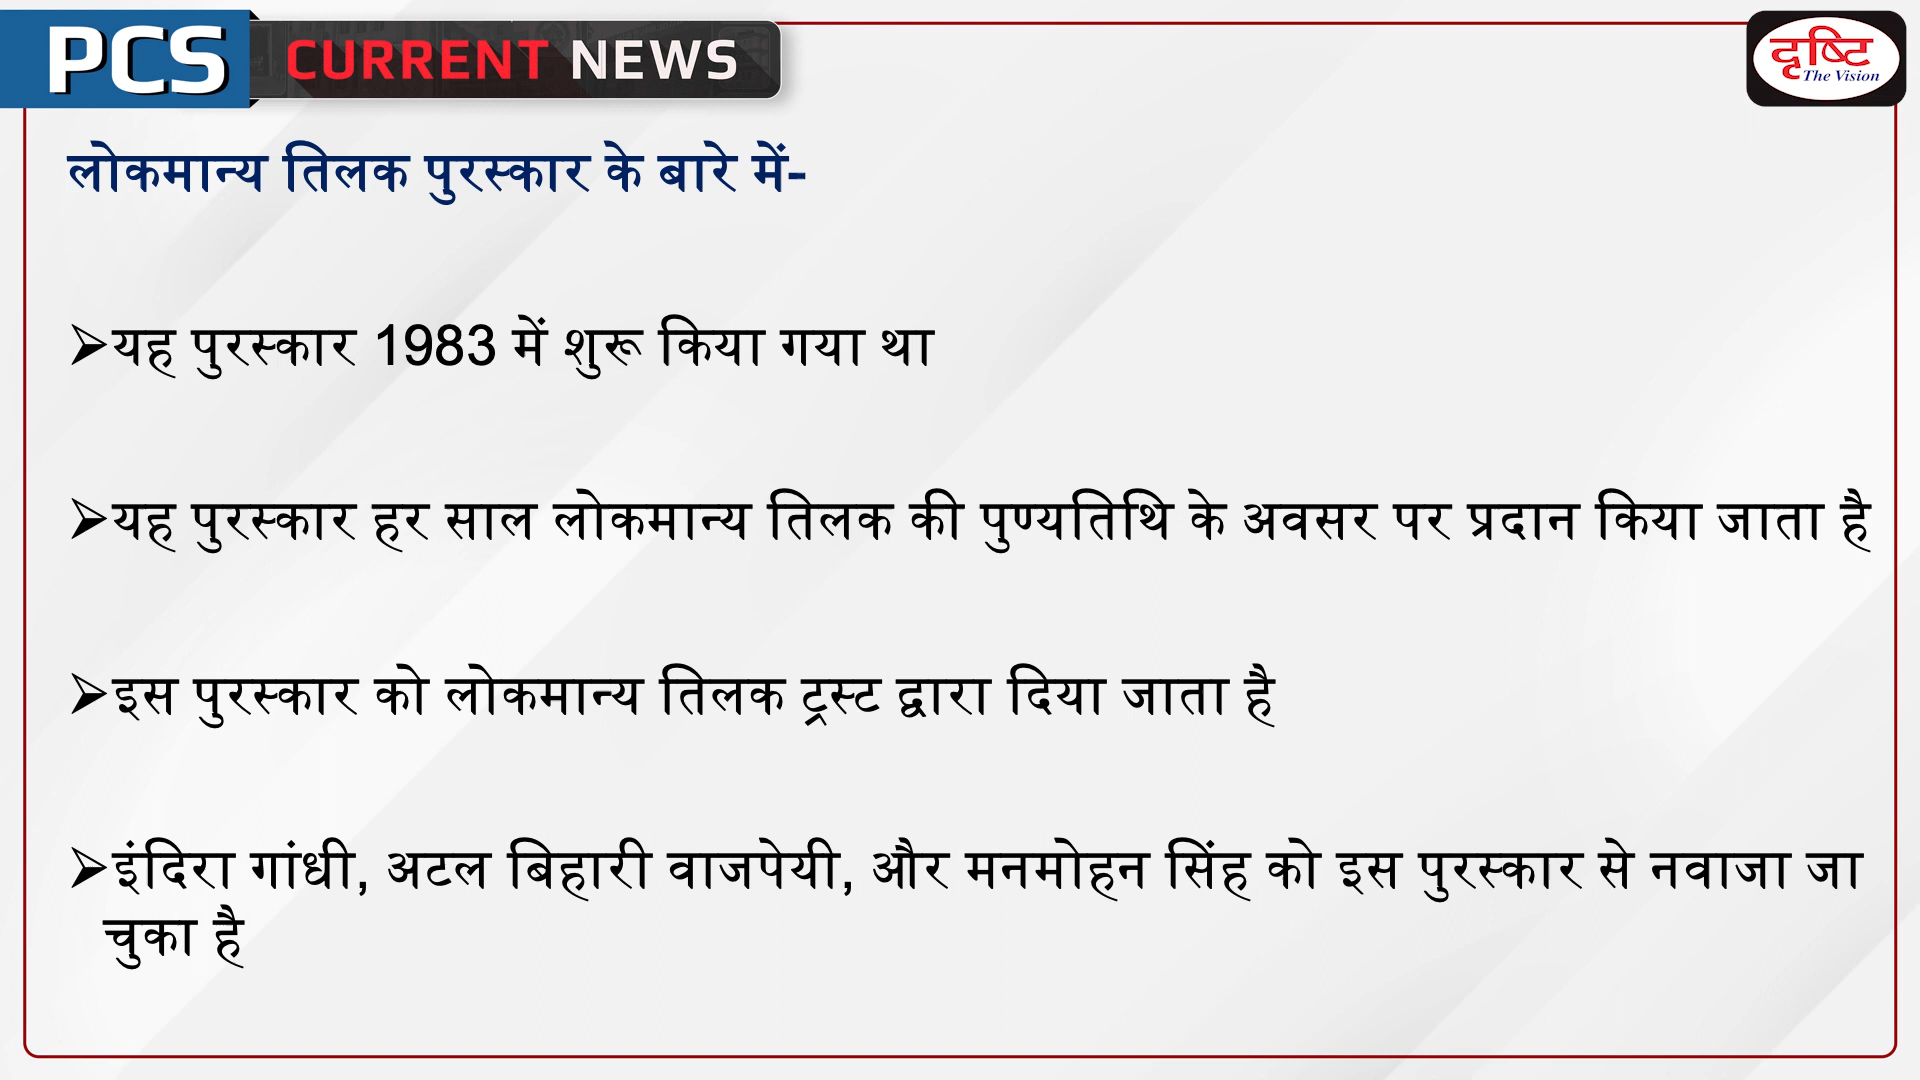 PCS CURRENT NEWS
दृष्टि
The Vision
लोकमान्य तिलक पुरस्कार के बारे में-
➢यह पुरस्कार 1983 में शुरू किया गया था
➢यह पुरस्कार हर साल लोकमान्य तिलक की पुण्यतिथि के अवसर पर प्रदान किया जाता है
➢इस पुरस्कार को लोकमान्य तिलक ट्रस्ट द्वारा दिया जाता है
➢इंदिरा गांधी, अटल बिहारी वाजपेयी, और मनमोहन सिंह को इस पुरस्कार से नवाजा जा
चुका है